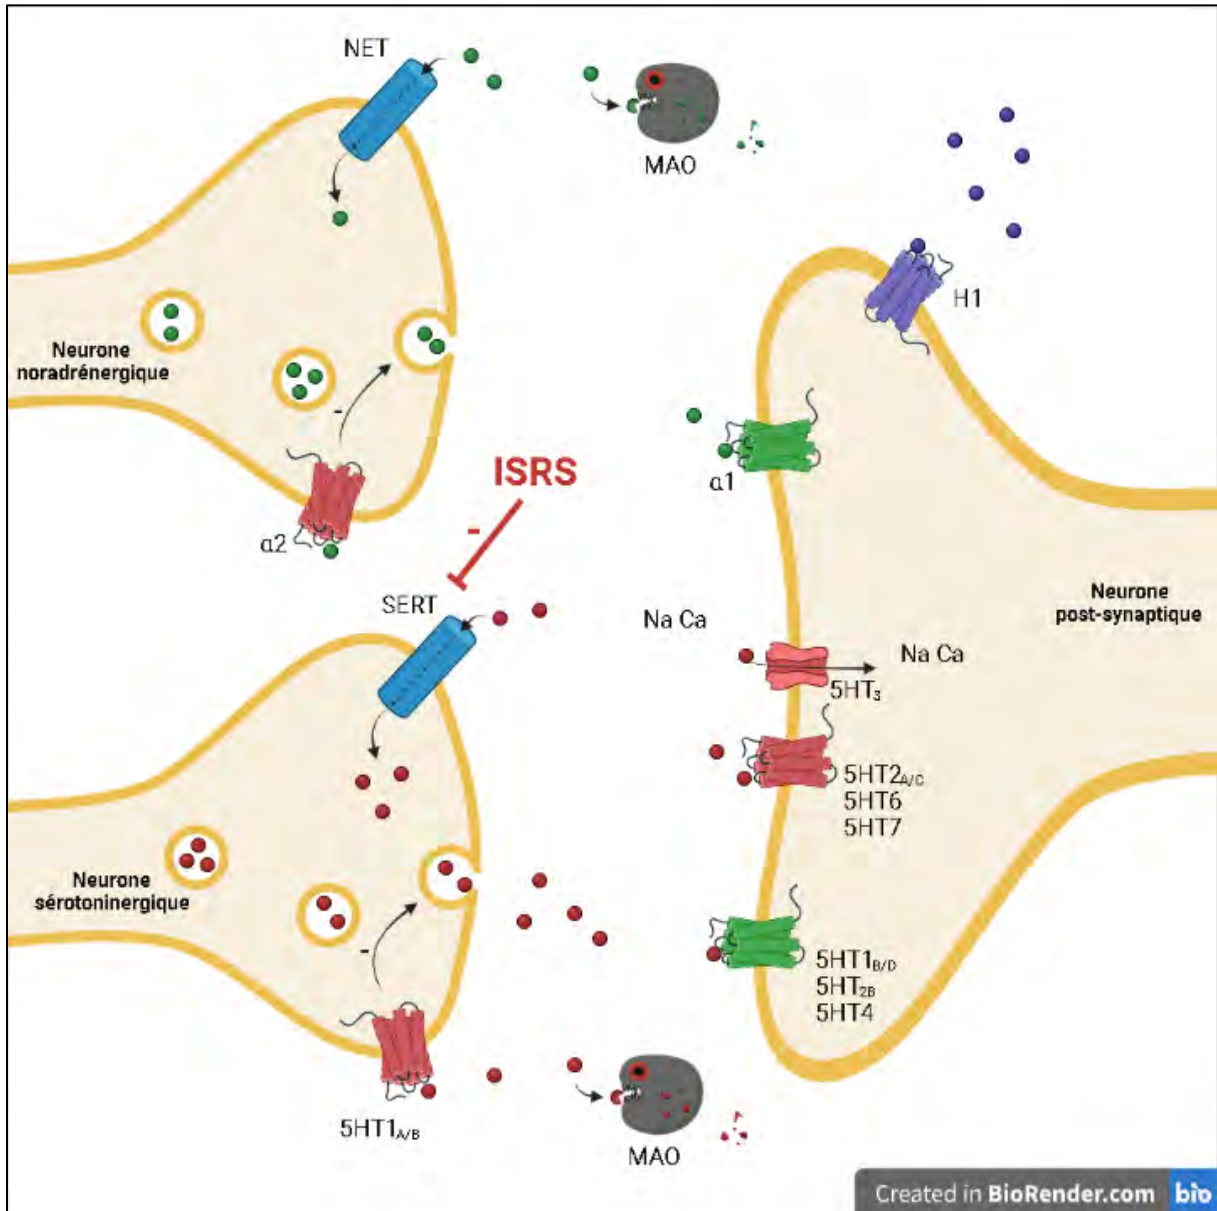 NET
MAO
H1
Neurone
noradrénergique
α1
ISRS
-
-
α2
SERT
Neurone
post-synaptique
Na Ca
Na Ca
5HT₃
5HT2A/C
5HT6
5HT7
Neurone
sérotoninergique
-
5HT1B/D
5HT2B
5HT4
5HT1A/B
MAO
Created in BioRender.com bio